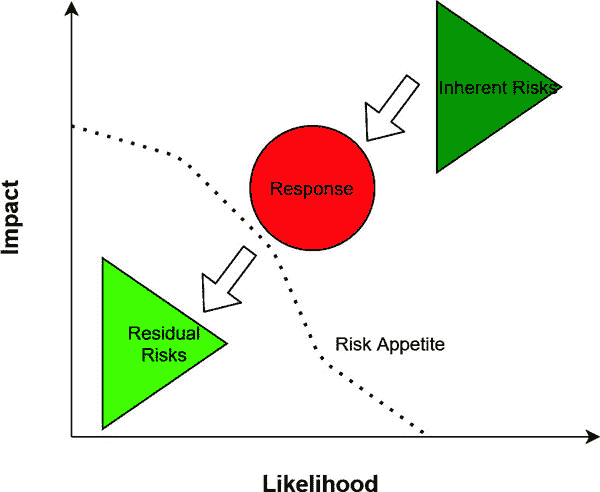 Inherent Risks
Response
Impact
Residual
Risks
Risk Appetite
Likelihood